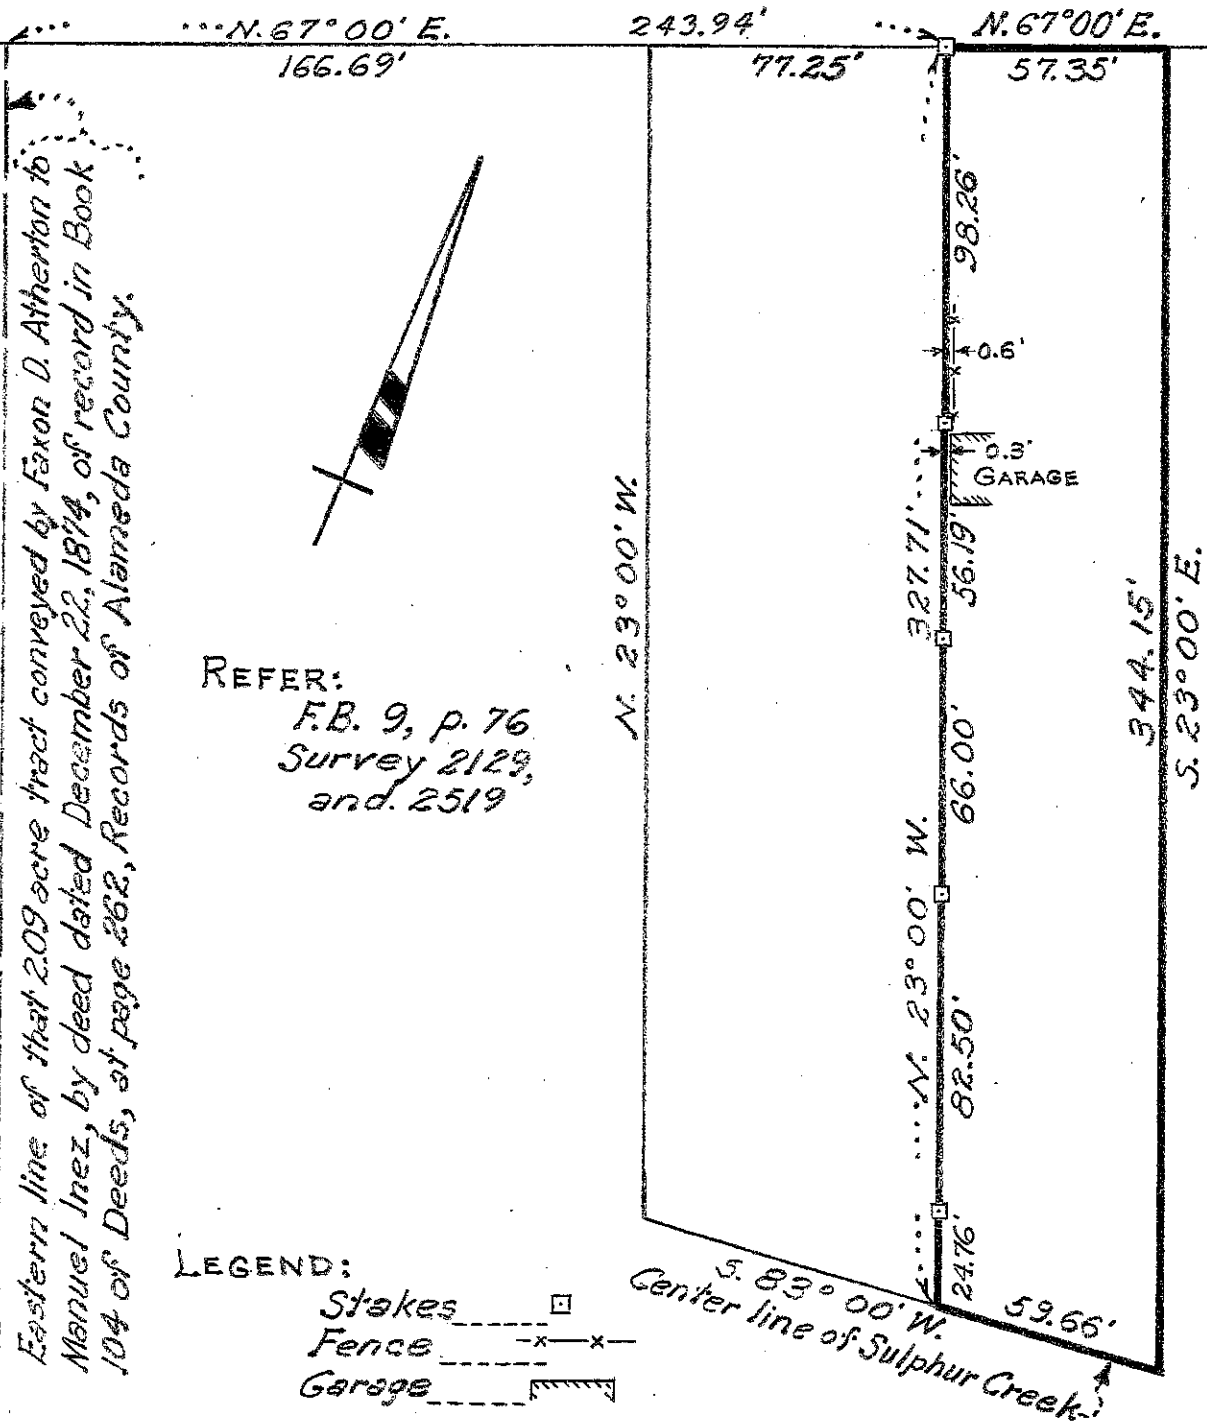 N. 67°00' E.
243.94'
N. 67°00' E.
166.69'
77.25'
57.35'
Eastern line of that 2.09 acre tract conveyed by Faxon D. Atherton to
Manuel Inez, by deed dated December 22, 1874, of record in Book
104 of Deeds, at page 262, Records of Alameda County.
98.26'
0.6'
0.3'
GARAGE
N. 23°00' W.
327.71'
56.19'
344.15'
S. 23°00' E.
REFER:
F.B. 9, p. 76
Survey 2129,
and. 2519
66.00'
N. 23°00' W.
82.50'
24.76'
S. 83°00' W.
59.66'
Center line of Sulphur Creek
LEGEND:
Stakes
Fence
Garage